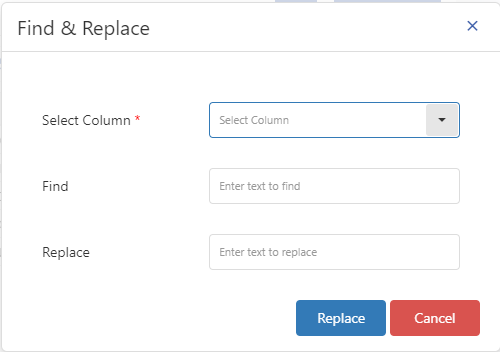 Find & Replace ×
Select Column * Select Column
Find Enter text to find
Replace Enter text to replace
Replace Cancel